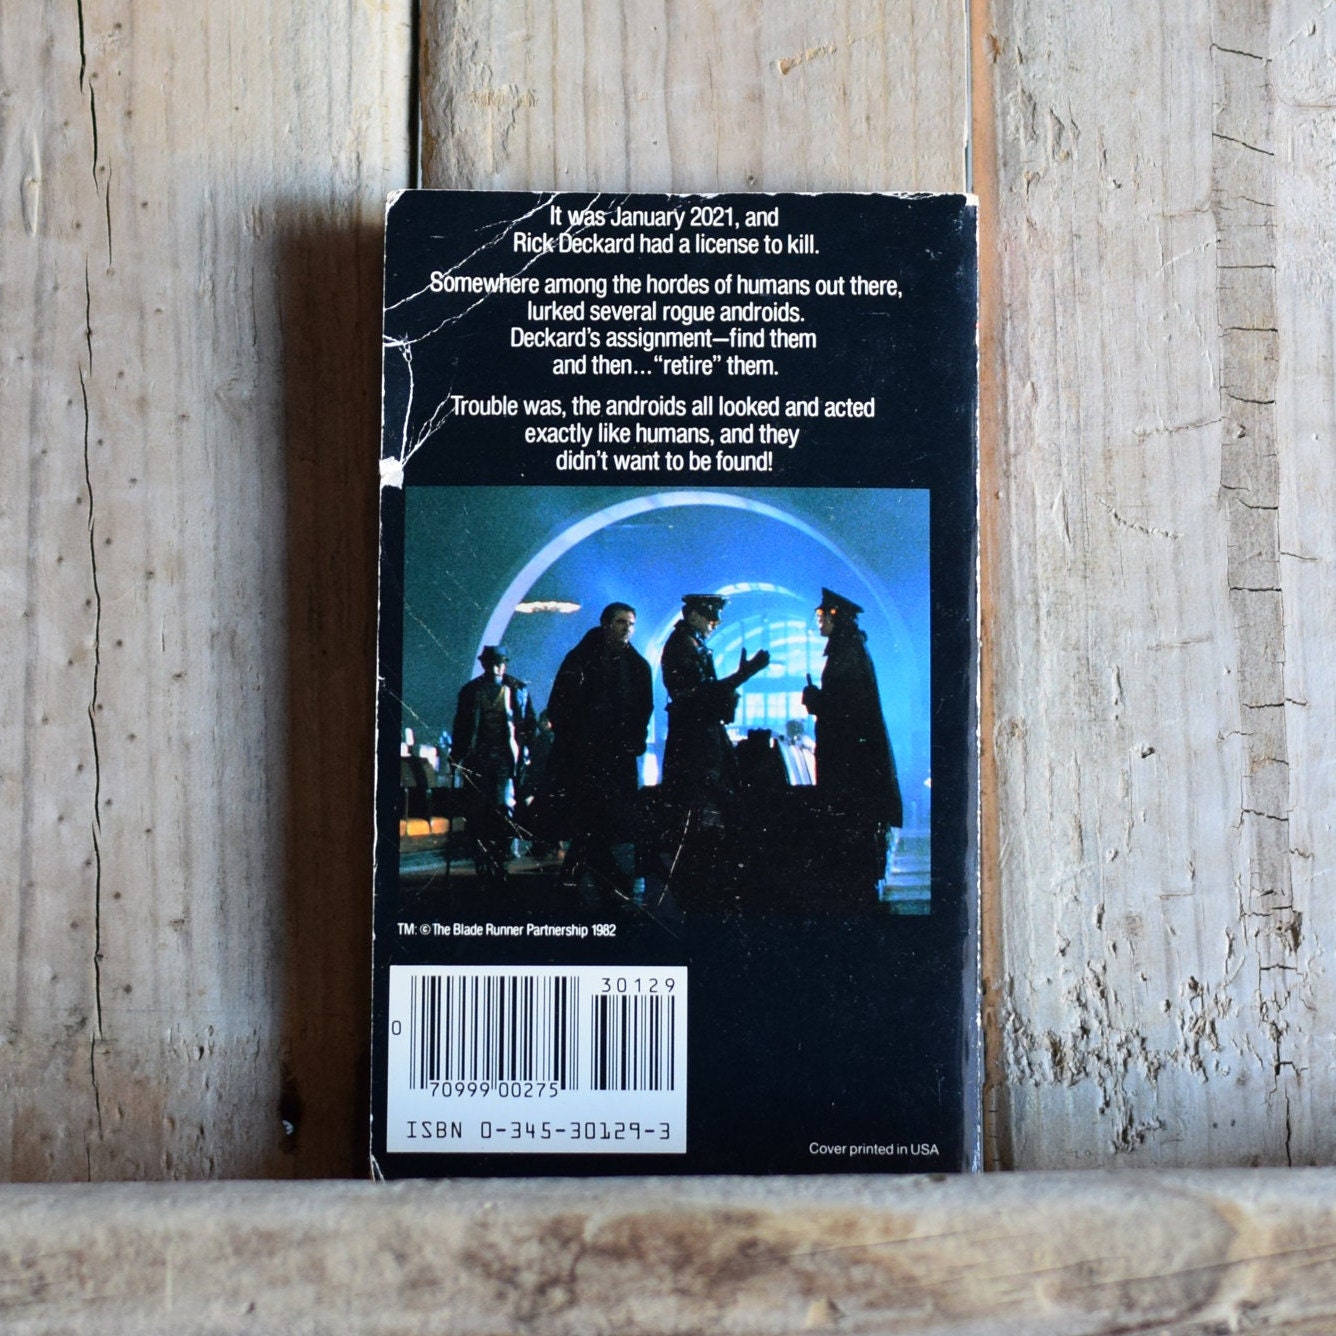 It was January 2021, and
Rick Deckard had a license to kill.
Somewhere among the hordes of humans out there,
lurked several rogue androids.
Deckard's assignment—find them
and then..."retire" them.
Trouble was, the androids all looked and acted
exactly like humans, and they
didn't want to be found!
TM: © The Blade Runner Partnership 1982
30129
0
70999 00275
ISBN 0-345-30129-3
Cover printed in USA